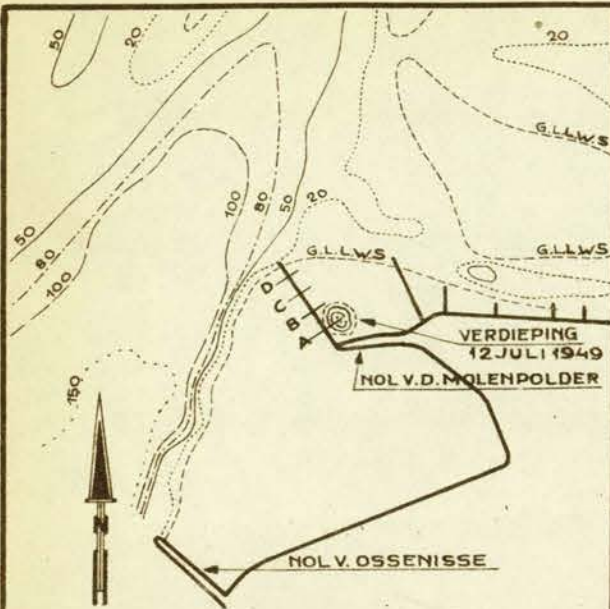 50
20
20
80
G.L.L.W.S
100
80
50
20
50
80
100
G.L.L.W.S
G.L.L.W.S
D
C
B
A
VERDIEPING
12 JULI 1949
NOL V.D. MOLENPOLDER
150
N
NOL V. OSSENISSE